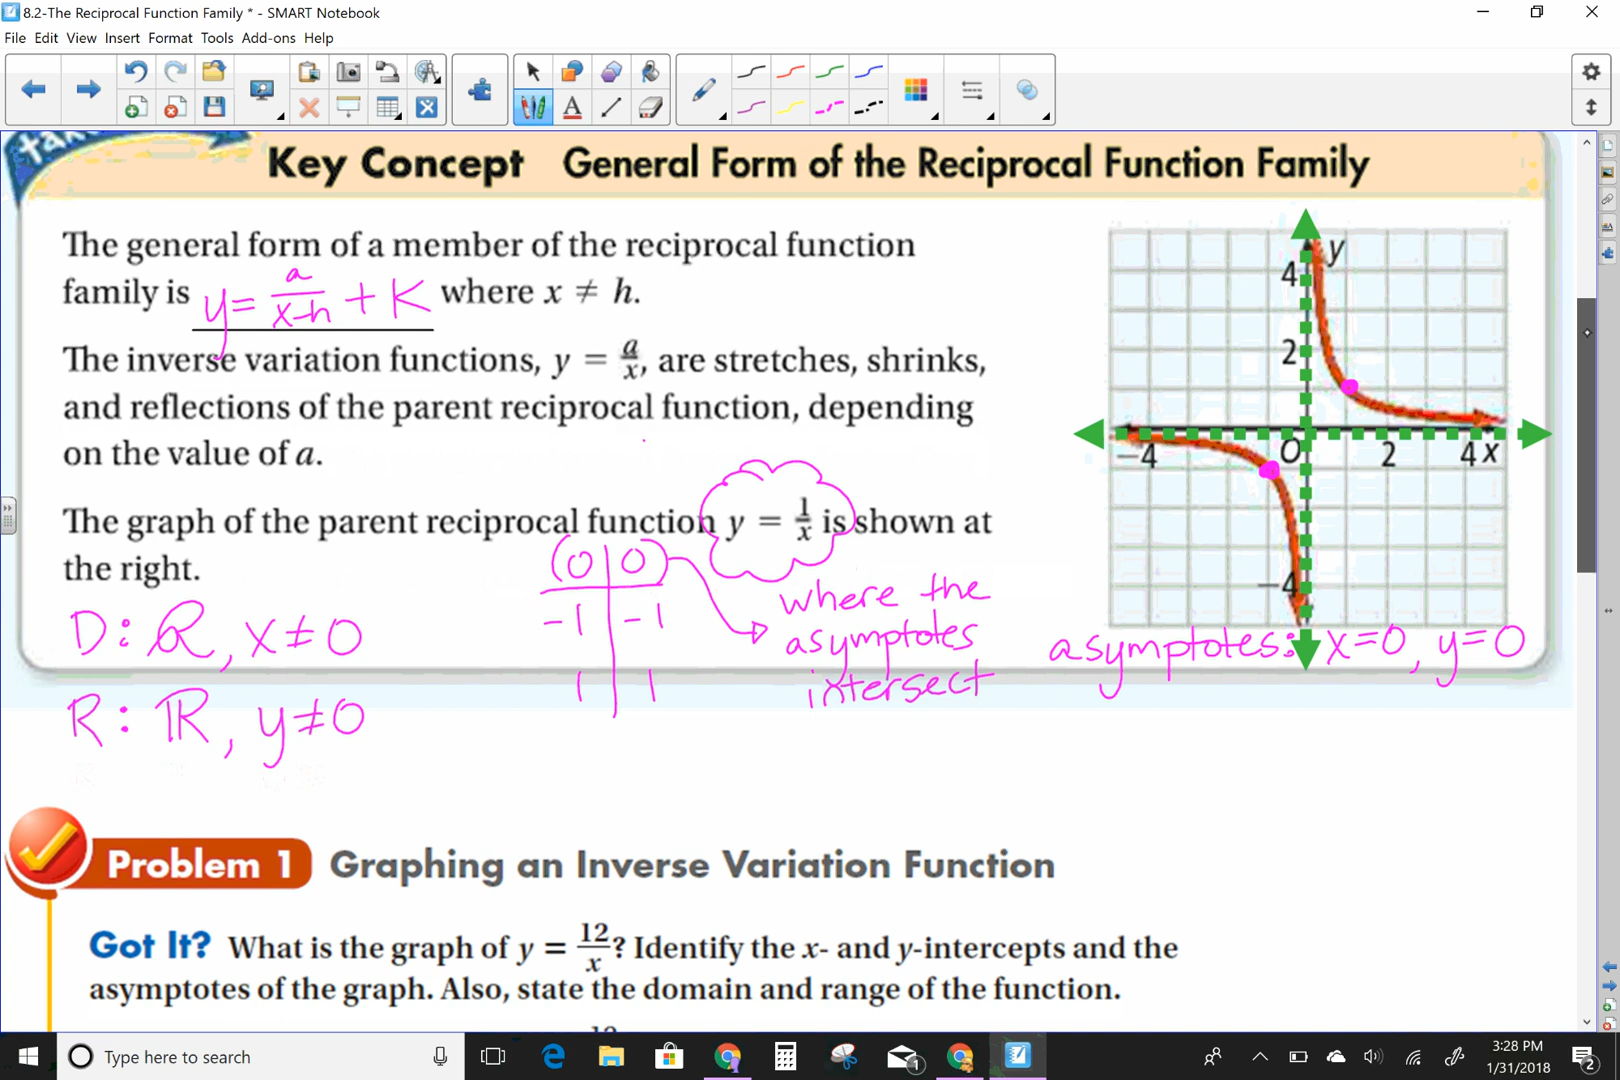 8.2-The Reciprocal Function Family * - SMART Notebook
File Edit View Insert Format Tools Add-ons Help
Key Concept General Form of the Reciprocal Function Family
The general form of a member of the reciprocal function
family is y = a/(x-h) + K where x ≠ h.
The inverse variation functions, y = a/x, are stretches, shrinks,
and reflections of the parent reciprocal function, depending
on the value of a.
The graph of the parent reciprocal function y = 1/x is shown at
the right.
(0 | 0)
-1 | -1
1 | 1
where the
asymptotes
intersect
D: R, x≠0
R: R, y≠0
y
4
2
-4 O 2 4 x
-4
asymptotes: x=0, y=0
Problem 1 Graphing an Inverse Variation Function
Got It? What is the graph of y = 12/x? Identify the x- and y-intercepts and the
asymptotes of the graph. Also, state the domain and range of the function.
Type here to search
1
3:28 PM
1/31/2018
2